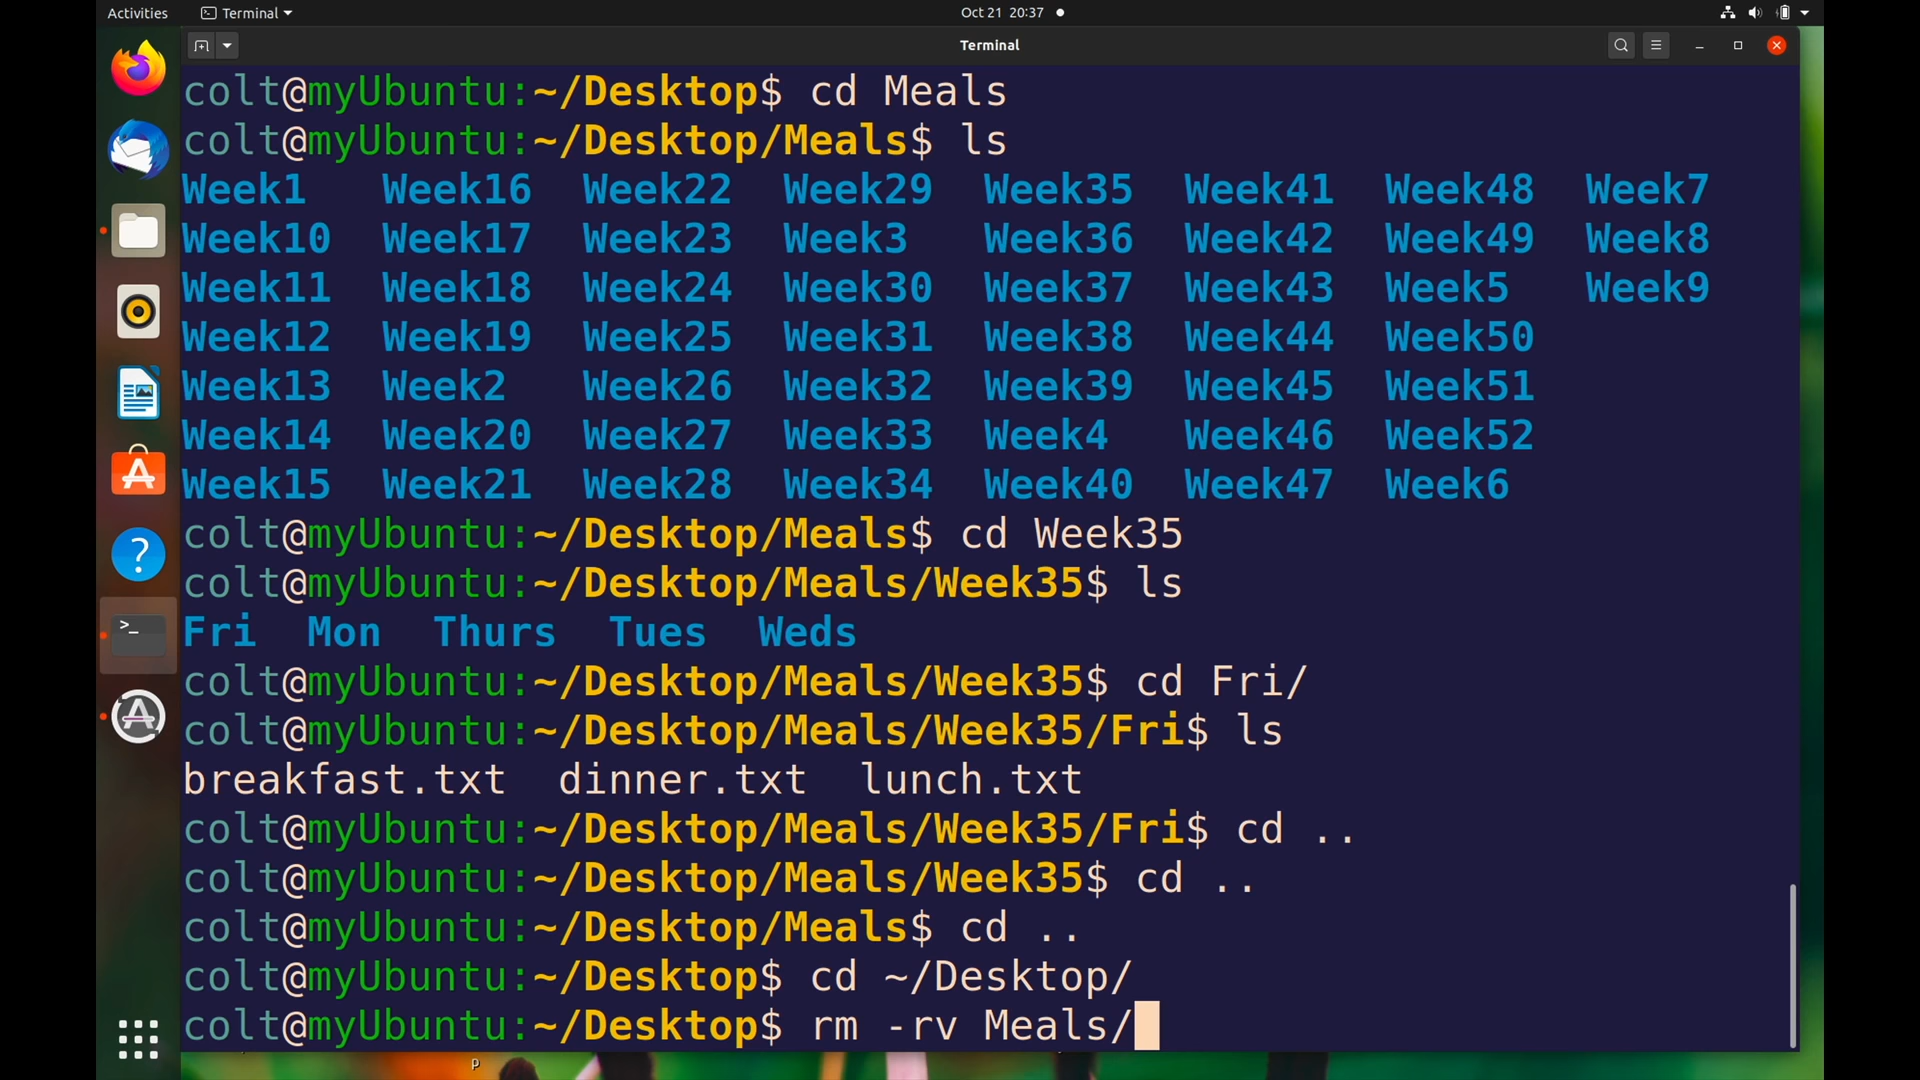 Activities Terminal Oct 21 20:37
Terminal
colt@myUbuntu:~/Desktop$ cd Meals
colt@myUbuntu:~/Desktop/Meals$ ls
Week1 Week16 Week22 Week29 Week35 Week41 Week48 Week7
Week10 Week17 Week23 Week3 Week36 Week42 Week49 Week8
Week11 Week18 Week24 Week30 Week37 Week43 Week5 Week9
Week12 Week19 Week25 Week31 Week38 Week44 Week50
Week13 Week2 Week26 Week32 Week39 Week45 Week51
Week14 Week20 Week27 Week33 Week4 Week46 Week52
Week15 Week21 Week28 Week34 Week40 Week47 Week6
colt@myUbuntu:~/Desktop/Meals$ cd Week35
colt@myUbuntu:~/Desktop/Meals/Week35$ ls
Fri Mon Thurs Tues Weds
colt@myUbuntu:~/Desktop/Meals/Week35$ cd Fri/
colt@myUbuntu:~/Desktop/Meals/Week35/Fri$ ls
breakfast.txt dinner.txt lunch.txt
colt@myUbuntu:~/Desktop/Meals/Week35/Fri$ cd ..
colt@myUbuntu:~/Desktop/Meals/Week35$ cd ..
colt@myUbuntu:~/Desktop/Meals$ cd ..
colt@myUbuntu:~/Desktop$ cd ~/Desktop/
colt@myUbuntu:~/Desktop$ rm -rv Meals/